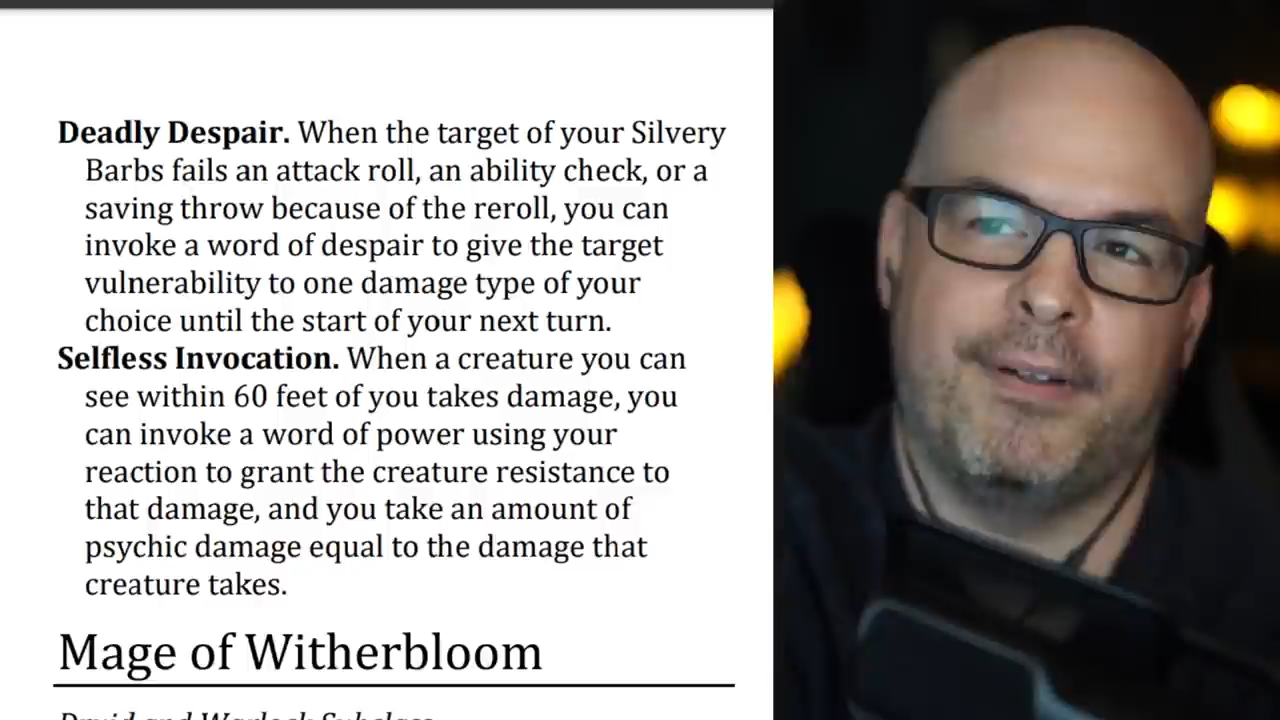 Deadly Despair. When the target of your Silvery
Barbs fails an attack roll, an ability check, or a
saving throw because of the reroll, you can
invoke a word of despair to give the target
vulnerability to one damage type of your
choice until the start of your next turn.
Selfless Invocation. When a creature you can
see within 60 feet of you takes damage, you
can invoke a word of power using your
reaction to grant the creature resistance to
that damage, and you take an amount of
psychic damage equal to the damage that
creature takes.
Mage of Witherbloom
Druid and Warlock Subclass